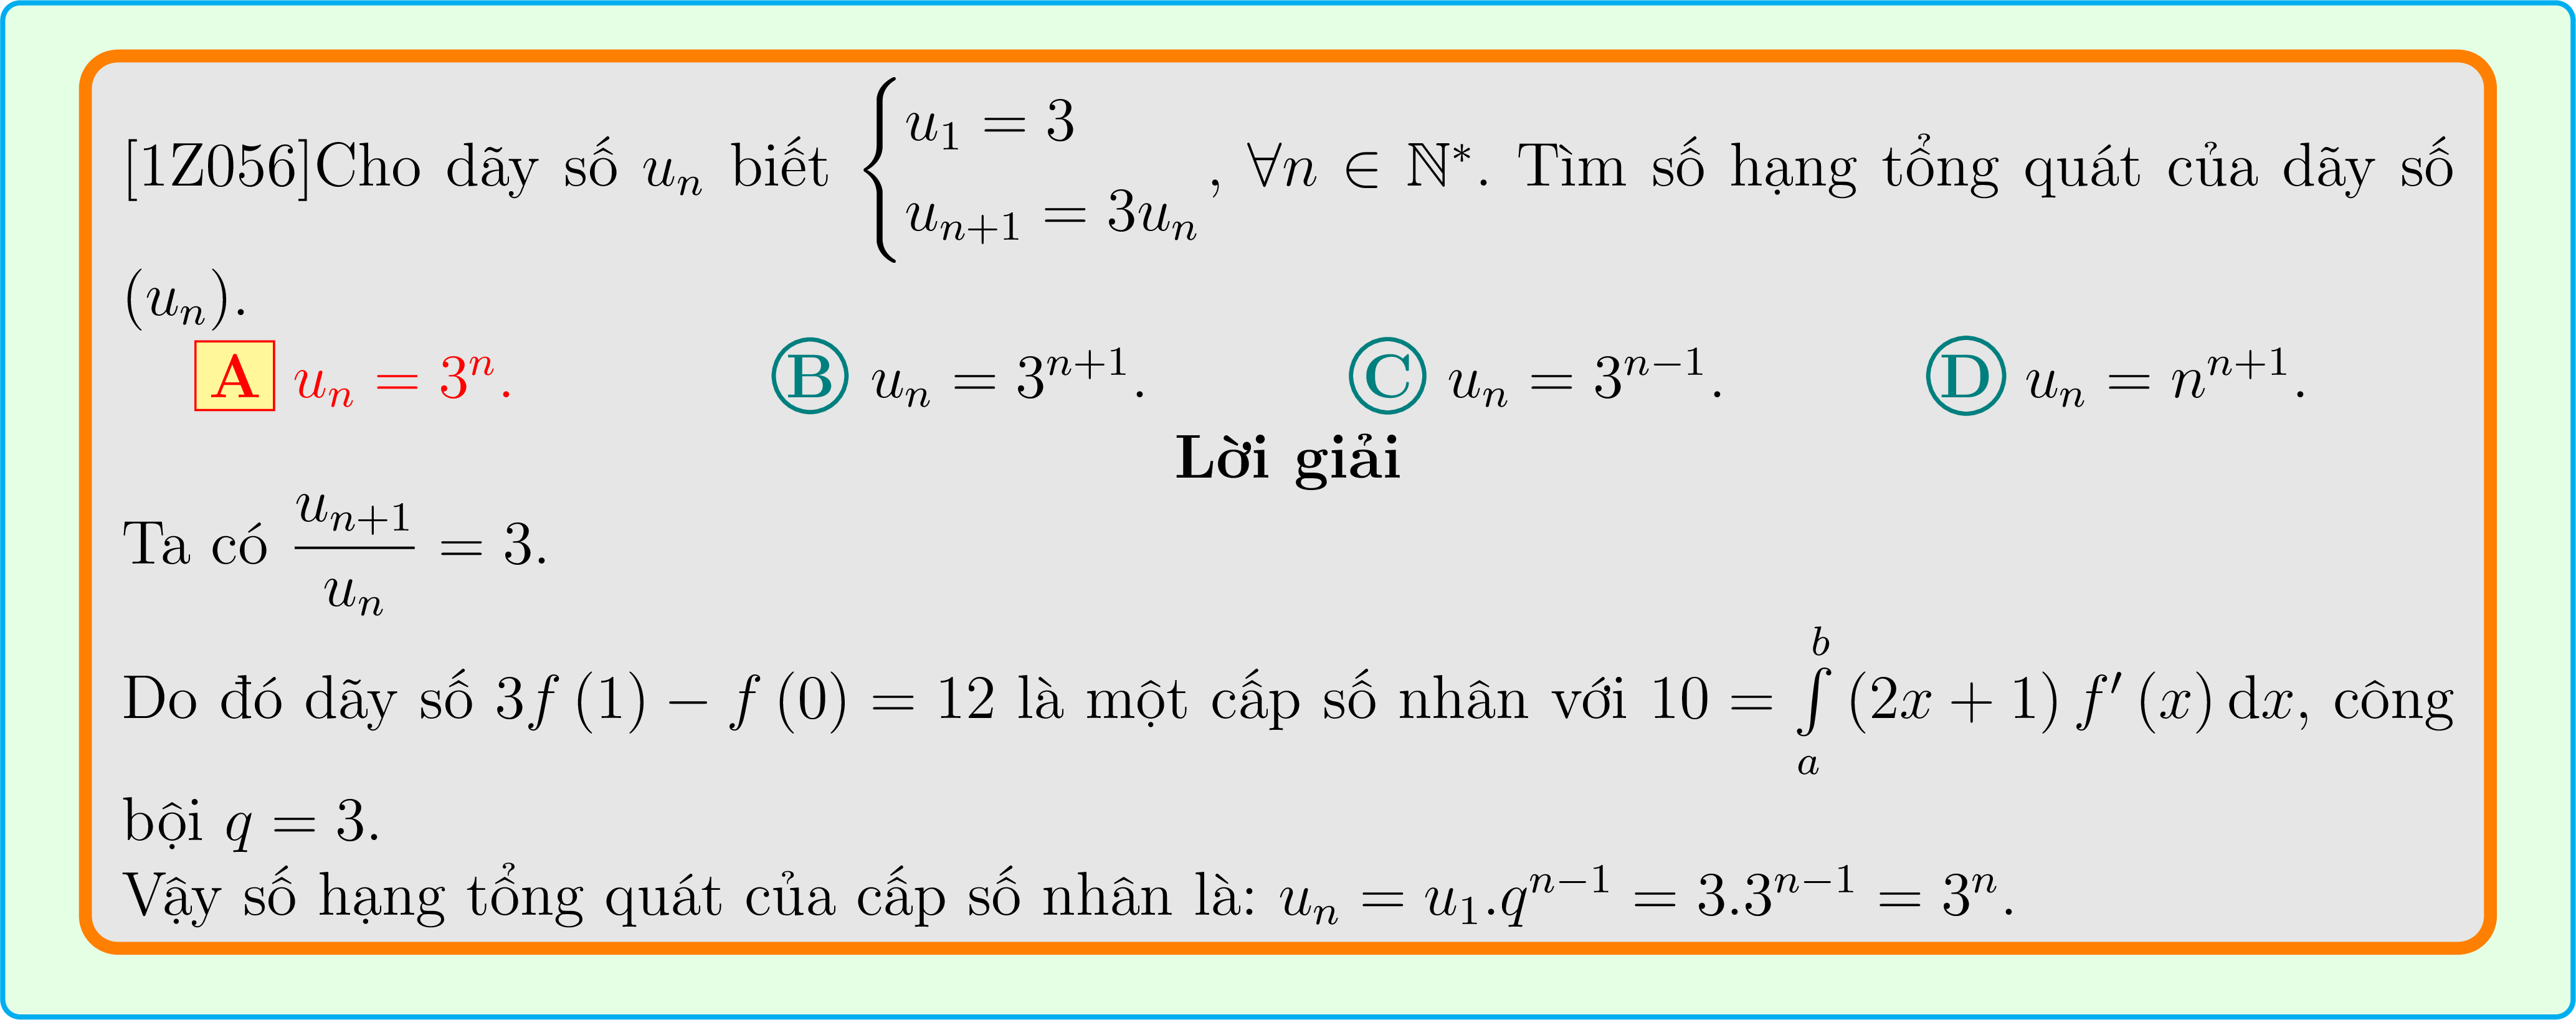 [1Z056]Cho dãy số $u_n$ biết $\begin{cases} u_1 = 3 \\ u_{n+1} = 3u_n \end{cases}$, $\forall n \in \mathbb{N}^*$. Tìm số hạng tổng quát của dãy số
$(u_n)$.
A $u_n = 3^n$. B $u_n = 3^{n+1}$. C $u_n = 3^{n-1}$. D $u_n = n^{n+1}$.
Lời giải
Ta có $\dfrac{u_{n+1}}{u_n} = 3$.
Do đó dãy số $3f(1) - f(0) = 12$ là một cấp số nhân với $10 = \int\limits_a^b (2x+1) f'(x) \mathrm{d}x$, công
bội $q = 3$.
Vậy số hạng tổng quát của cấp số nhân là: $u_n = u_1.q^{n-1} = 3.3^{n-1} = 3^n$.